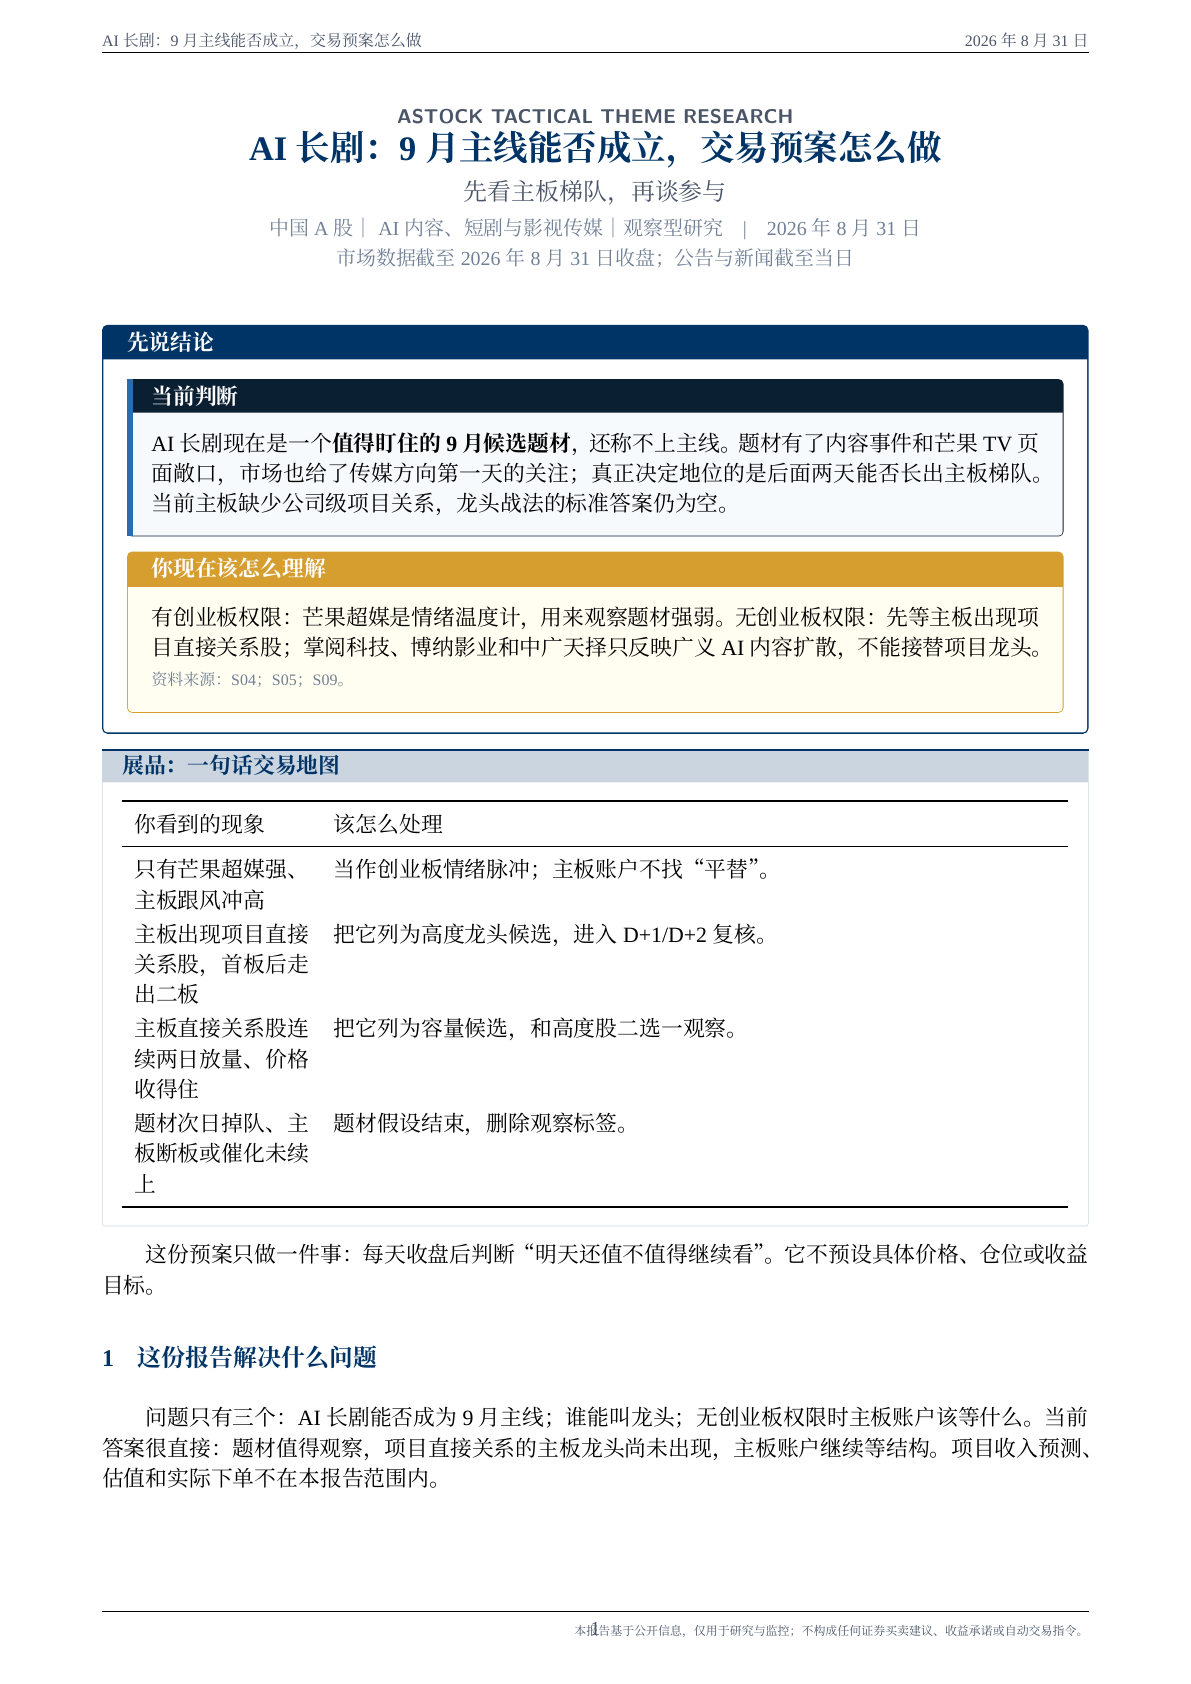 AI 长剧：9 月主线能否成立，交易预案怎么做
2026 年 8 月 31 日
ASTOCK TACTICAL THEME RESEARCH
AI 长剧：9 月主线能否成立，交易预案怎么做
先看主板梯队，再谈参与
中国 A 股｜ AI 内容、短剧与影视传媒｜观察型研究 | 2026 年 8 月 31 日
市场数据截至 2026 年 8 月 31 日收盘；公告与新闻截至当日
先说结论
当前判断
AI 长剧现在是一个值得盯住的 9 月候选题材，还称不上主线。题材有了内容事件和芒果 TV 页
面敞口，市场也给了传媒方向第一天的关注；真正决定地位的是后面两天能否长出主板梯队。
当前主板缺少公司级项目关系，龙头战法的标准答案仍为空。
你现在该怎么理解
有创业板权限：芒果超媒是情绪温度计，用来观察题材强弱。无创业板权限：先等主板出现项
目直接关系股；掌阅科技、博纳影业和中广天择只反映广义 AI 内容扩散，不能接替项目龙头。
资料来源：S04；S05；S09。
展品：一句话交易地图
你看到的现象 该怎么处理
只有芒果超媒强、 当作创业板情绪脉冲；主板账户不找“平替”。
主板跟风冲高
主板出现项目直接 把它列为高度龙头候选，进入 D+1/D+2 复核。
关系股，首板后走
出二板
主板直接关系股连 把它列为容量候选，和高度股二选一观察。
续两日放量、价格
收得住
题材次日掉队、主 题材假设结束，删除观察标签。
板断板或催化未续
上
这份预案只做一件事：每天收盘后判断“明天还值不值得继续看”。它不预设具体价格、仓位或收益
目标。
1 这份报告解决什么问题
问题只有三个：AI 长剧能否成为 9 月主线；谁能叫龙头；无创业板权限时主板账户该等什么。当前
答案很直接：题材值得观察，项目直接关系的主板龙头尚未出现，主板账户继续等结构。项目收入预测、
估值和实际下单不在本报告范围内。
1
本报告基于公开信息，仅用于研究与监控；不构成任何证券买卖建议、收益承诺或自动交易指令。